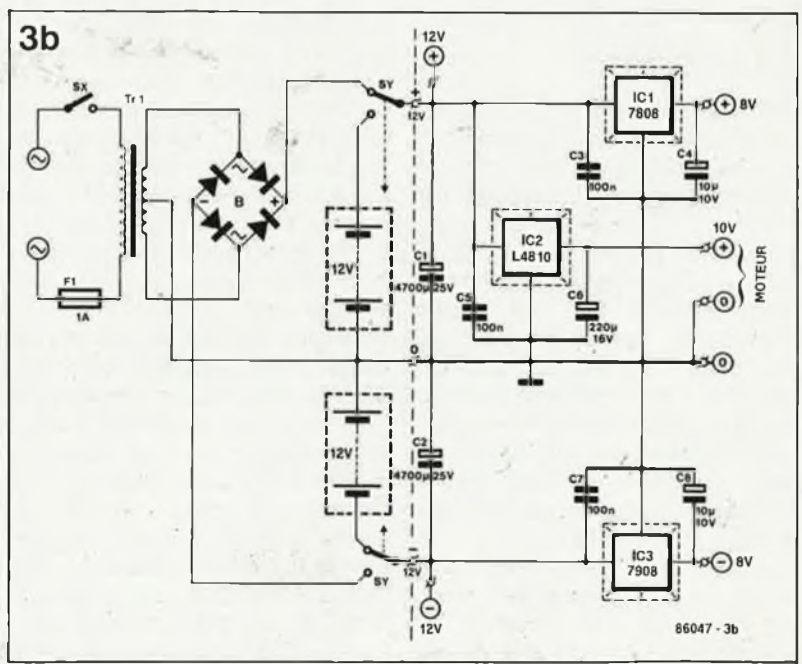 3b
SX
Tr 1
F1
1A
B
SY
12V
12V
12V
C1
4700µ 25V
0
12V
C2
4700µ 25V
12V
SY
12V
IC1
7808
8V
C3
100n
C4
10µ
10V
IC2
L4810
10V
C5
100n
C6
220µ
16V
0
MOTEUR
0
C7
100n
C8
10µ
10V
IC3
7908
8V
86047 - 3b